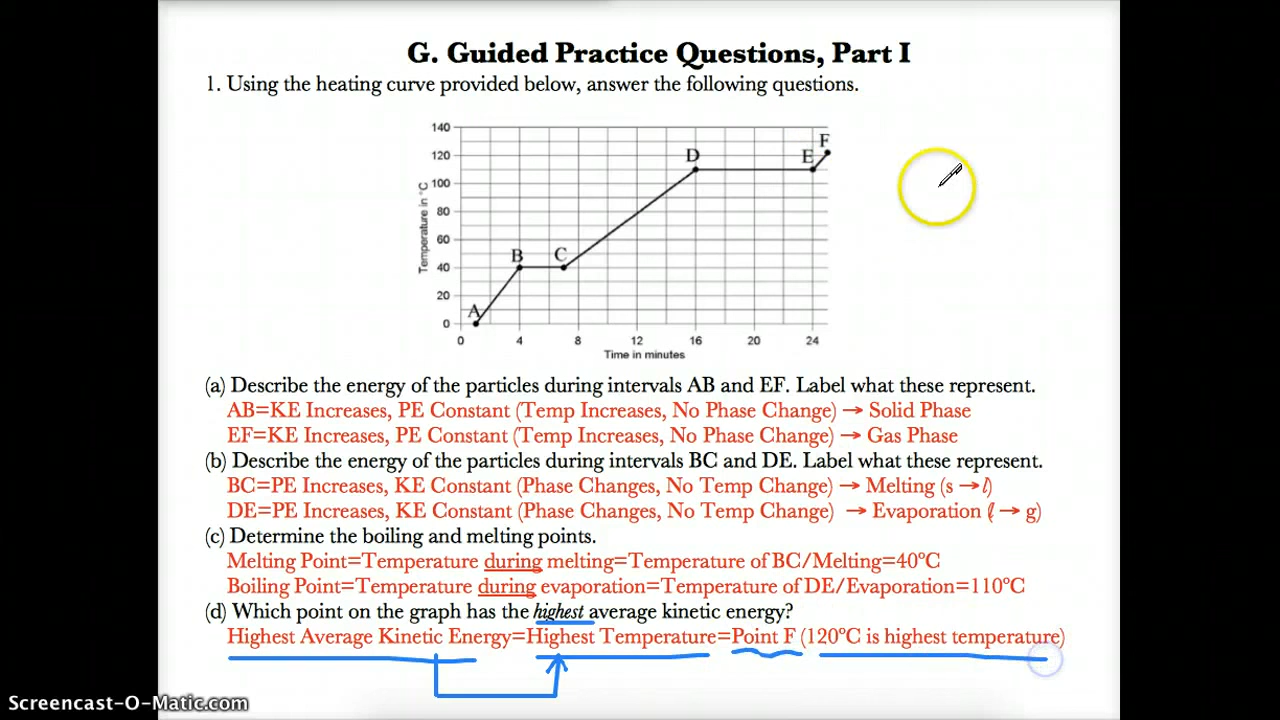 G. Guided Practice Questions, Part I
1. Using the heating curve provided below, answer the following questions.
140
120
100
80
60
40
20
0
Temperature in °C
A
B
C
D
E
F
0 4 8 12 16 20 24
Time in minutes
(a) Describe the energy of the particles during intervals AB and EF. Label what these represent.
AB=KE Increases, PE Constant (Temp Increases, No Phase Change) → Solid Phase
EF=KE Increases, PE Constant (Temp Increases, No Phase Change) → Gas Phase
(b) Describe the energy of the particles during intervals BC and DE. Label what these represent.
BC=PE Increases, KE Constant (Phase Changes, No Temp Change) → Melting (s → l)
DE=PE Increases, KE Constant (Phase Changes, No Temp Change) → Evaporation (l → g)
(c) Determine the boiling and melting points.
Melting Point=Temperature during melting=Temperature of BC/Melting=40°C
Boiling Point=Temperature during evaporation=Temperature of DE/Evaporation=110°C
(d) Which point on the graph has the highest average kinetic energy?
Highest Average Kinetic Energy=Highest Temperature=Point F (120°C is highest temperature)
Screencast-O-Matic.com